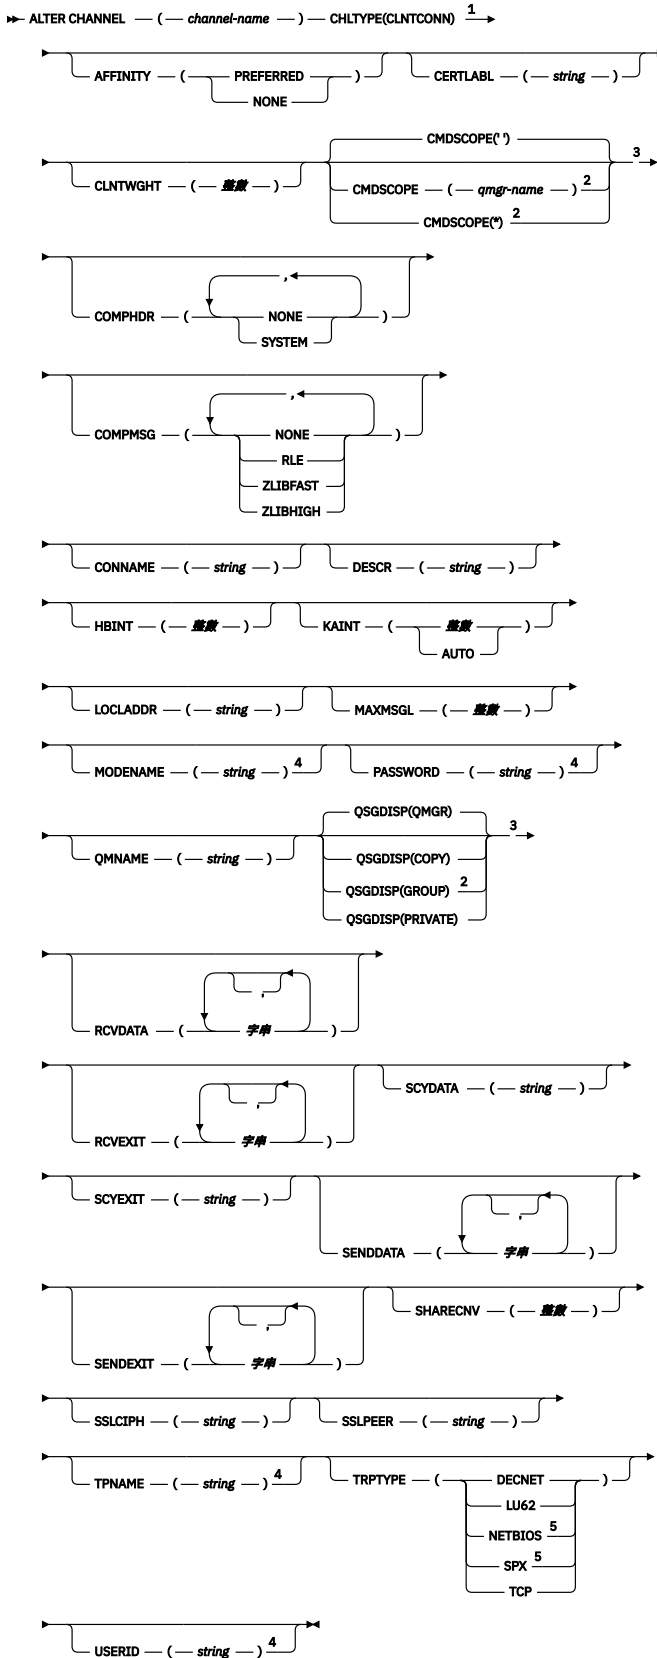 ALTER CHANNEL ( channel-name ) CHLTYPE(CLNTCONN) 1
AFFINITY ( PREFERRED ) CERTLABL ( string )
NONE
CMDSCOPE(' ')
CLNTWGHT ( 整數 ) CMDSCOPE ( qmgr-name ) 2 3
CMDSCOPE(*) 2
,
COMPHDR ( NONE )
SYSTEM
,
COMPMSG ( NONE )
RLE
ZLIBFAST
ZLIBHIGH
CONNAME ( string ) DESCR ( string )
HBINT ( 整數 ) KAINT ( 整數 )
AUTO
LOCLADDR ( string ) MAXMSGL ( 整數 )
MODENAME ( string ) 4 PASSWORD ( string ) 4
QSGDISP(QMGR) 3
QMNAME ( string ) QSGDISP(COPY)
QSGDISP(GROUP) 2
QSGDISP(PRIVATE)
,
RCVDATA ( 字串 )
SCYDATA ( string )
,
RCVEXIT ( 字串 )
SCYEXIT ( string )
,
SENDDATA ( 字串 )
SHARECNV ( 整數 )
,
SENDEXIT ( 字串 )
SSLCIPH ( string ) SSLPEER ( string )
TPNAME ( string ) 4 TRPTYPE ( DECNET )
LU62
NETBIOS 5
SPX 5
TCP
USERID ( string ) 4